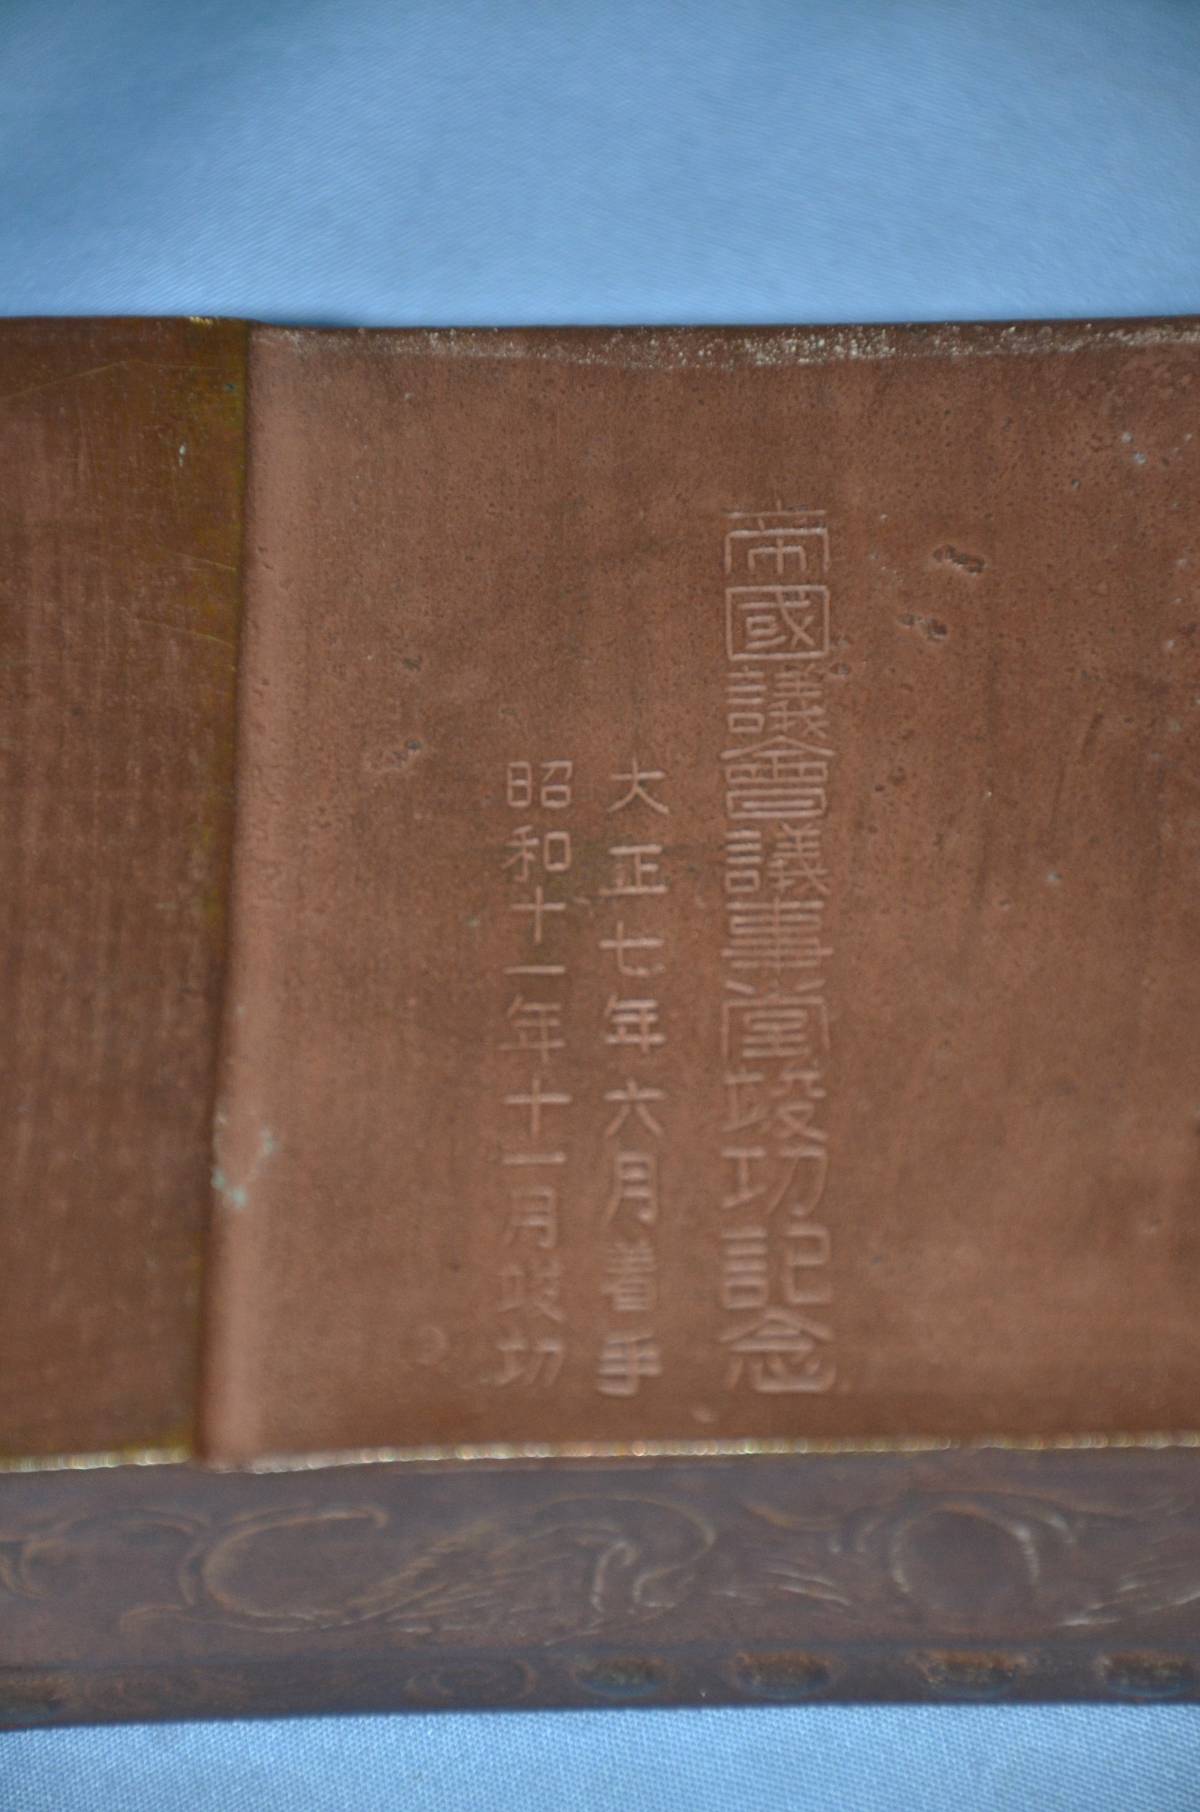 帝國議會議事堂竣功記念
大正七年六月着手
昭和十一年十一月竣功